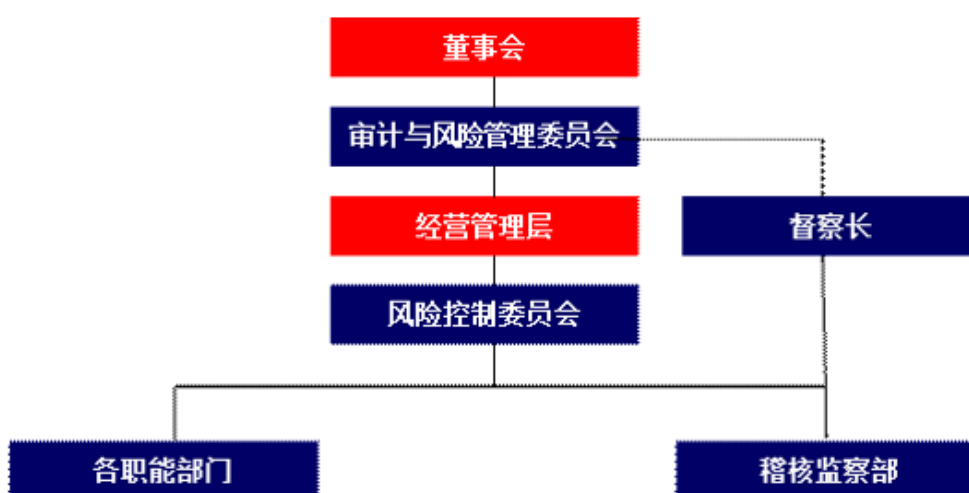 董事会
审计与风险管理委员会
经营管理层
督察长
风险控制委员会
各职能部门
稽核监察部